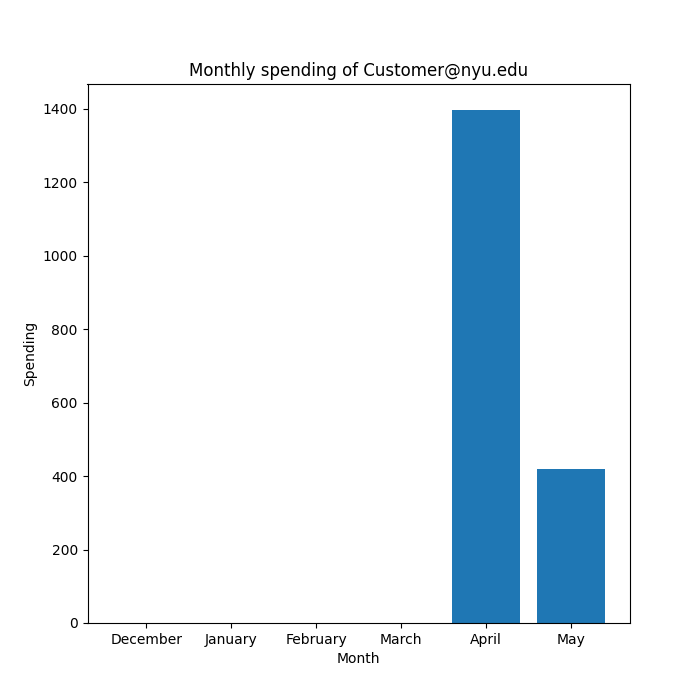 Monthly spending of Customer@nyu.edu
1400
1200
1000
800
600
400
200
0
Spending
December January February March April May
Month